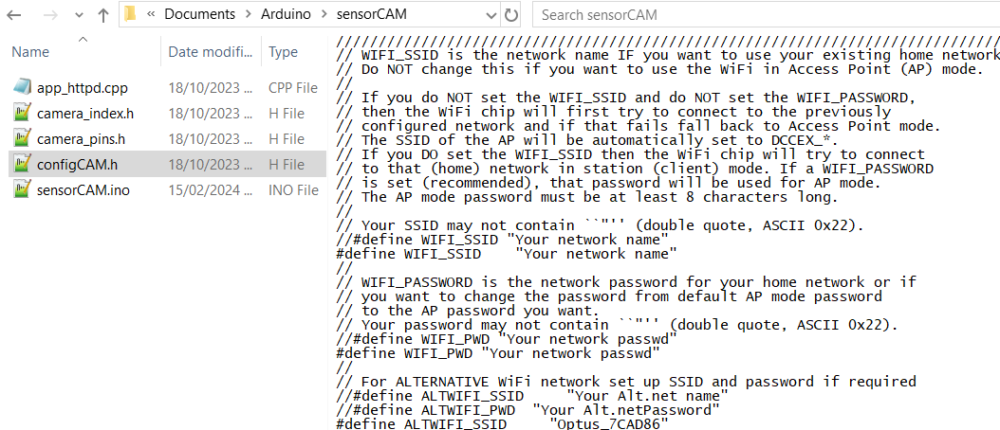 « Documents > Arduino > sensorCAM
Search sensorCAM
Name Date modifi... Type
app_httpd.cpp 18/10/2023 ... CPP File
camera_index.h 18/10/2023 ... H File
camera_pins.h 18/10/2023 ... H File
configCAM.h 18/10/2023 ... H File
sensorCAM.ino 15/02/2024 ... INO File
////////////////////////////////////////////////////////////////////////////////
// WIFI_SSID is the network name IF you want to use your existing home network
// Do NOT change this if you want to use the WiFi in Access Point (AP) mode.
//
// If you do NOT set the WIFI_SSID and do NOT set the WIFI_PASSWORD,
// then the WiFi chip will first try to connect to the previously
// configured network and if that fails fall back to Access Point mode.
// The SSID of the AP will be automatically set to DCCEX_*.
// If you DO set the WIFI_SSID then the WiFi chip will try to connect
// to that (home) network in station (client) mode. If a WIFI_PASSWORD
// is set (recommended), that password will be used for AP mode.
// The AP mode password must be at least 8 characters long.
//
// Your SSID may not contain ``"'' (double quote, ASCII 0x22).
//#define WIFI_SSID "Your network name"
#define WIFI_SSID    "Your network name"
//
// WIFI_PASSWORD is the network password for your home network or if
// you want to change the password from default AP mode password
// to the AP password you want.
// Your password may not contain ``"'' (double quote, ASCII 0x22).
//#define WIFI_PWD "Your network passwd"
#define WIFI_PWD "Your network passwd"
//
// For ALTERNATIVE WiFi network set up SSID and password if required
//#define ALTWIFI_SSID     "Your Alt.net name"
//#define ALTWIFI_PWD  "Your Alt.netPassword"
#define ALTWIFI_SSID     "Optus_7CAD86"